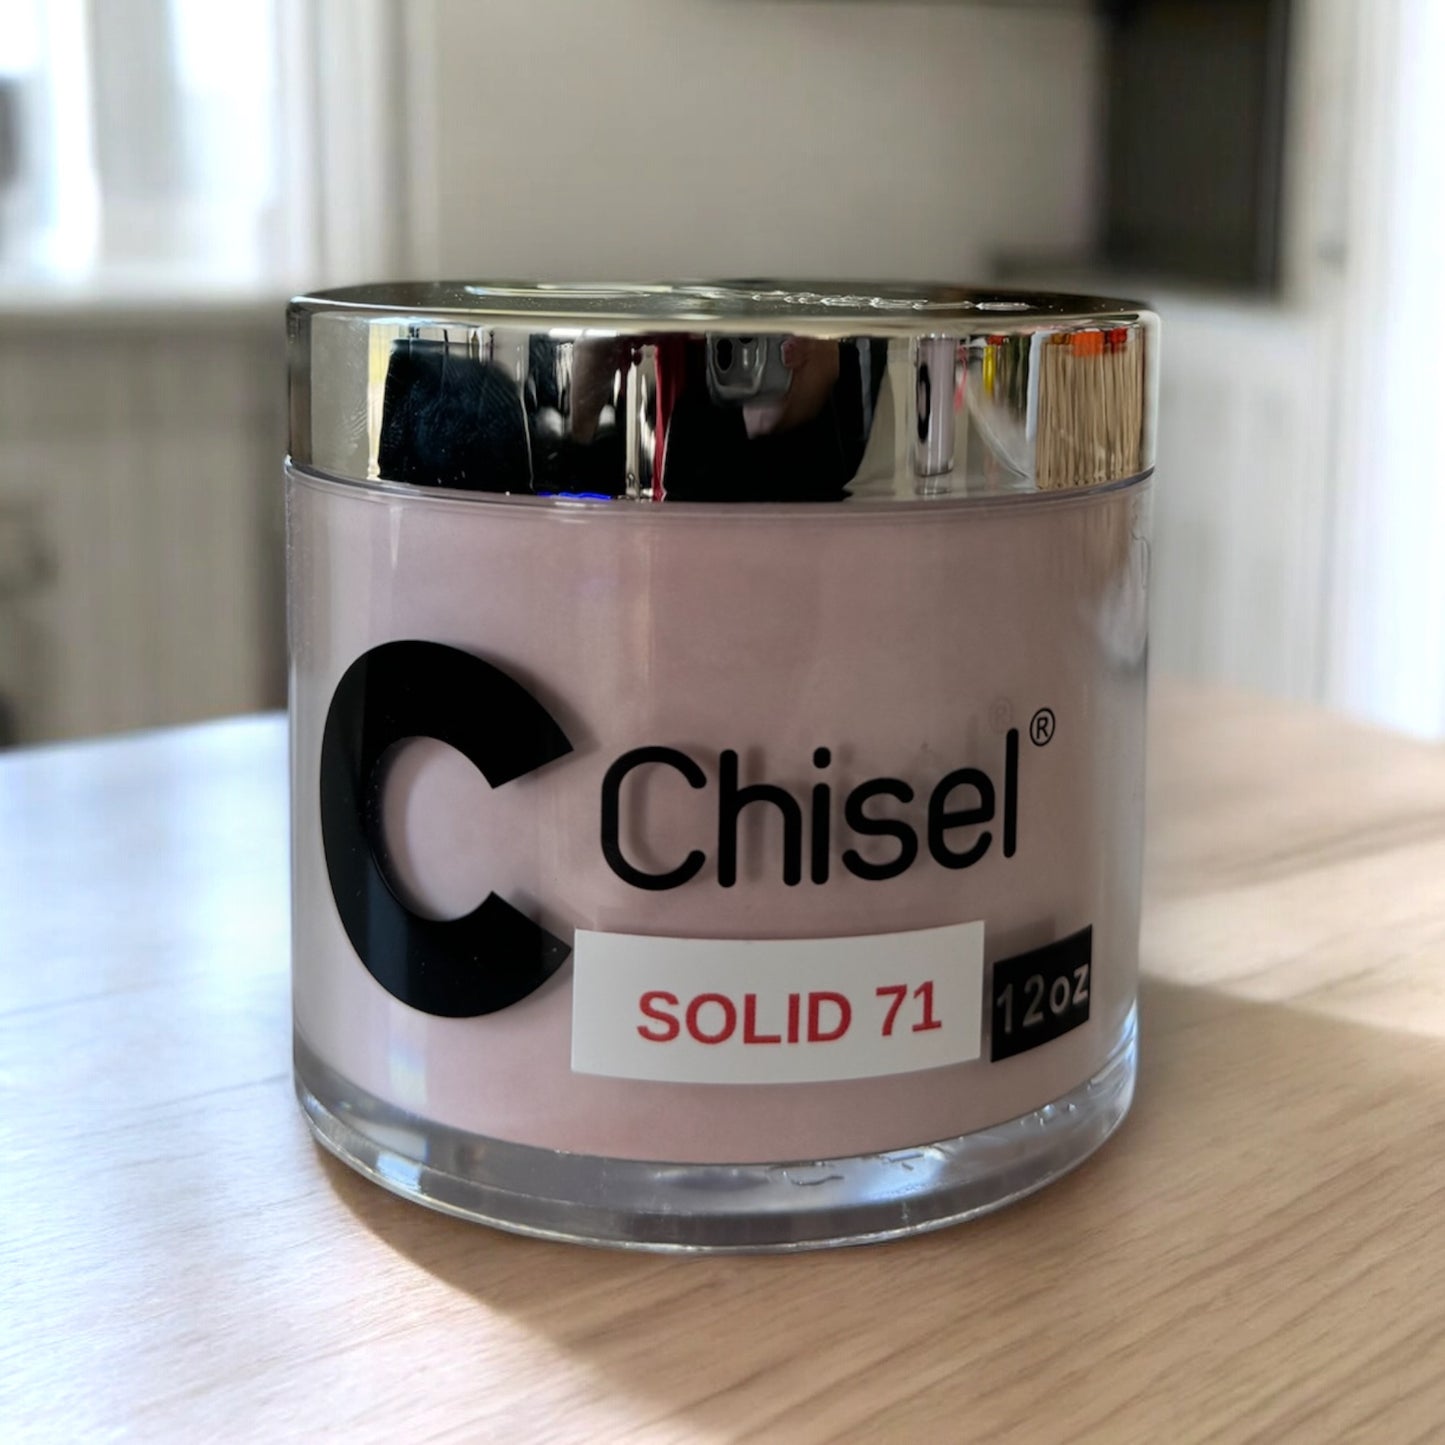 C Chisel®
SOLID 71 12oz